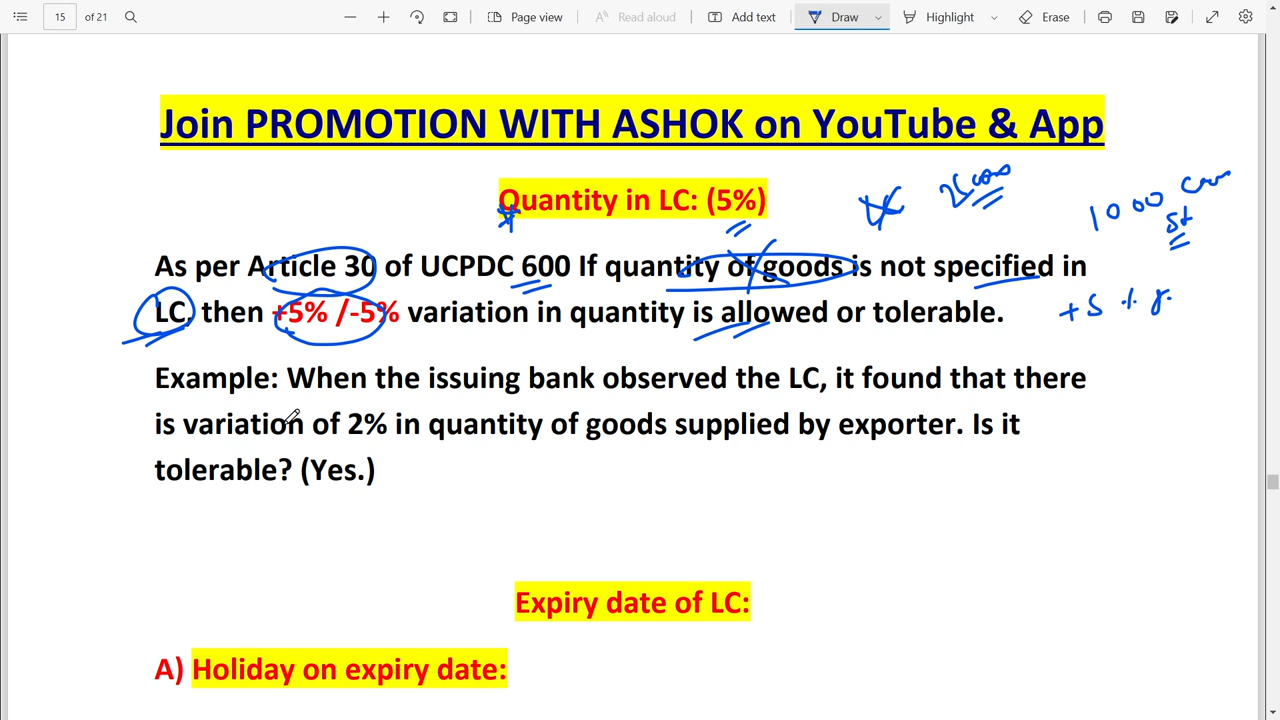 15 of 21 Page view Read aloud Add text Draw Highlight Erase
Join PROMOTION WITH ASHOK on YouTube & App
Quantity in LC: (5%)
1000
As per Article 30 of UCPDC 600 If quantity of goods is not specified in
LC, then +5% /-5% variation in quantity is allowed or tolerable.
+5 %
Example: When the issuing bank observed the LC, it found that there
is variation of 2% in quantity of goods supplied by exporter. Is it
tolerable? (Yes.)
Expiry date of LC:
A) Holiday on expiry date: